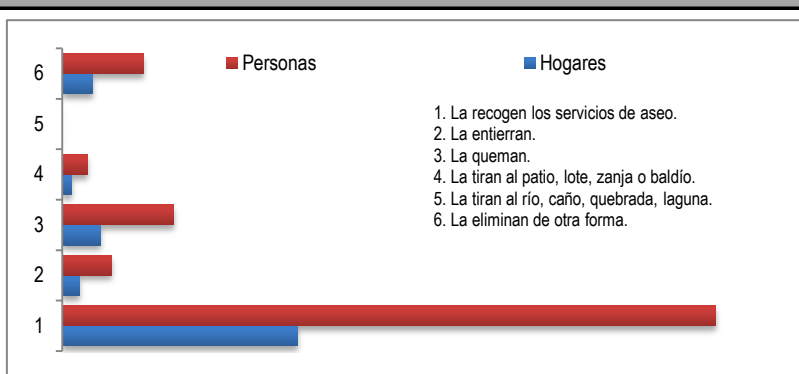 Personas
Hogares
1. La recogen los servicios de aseo.
2. La entierran.
3. La queman.
4. La tiran al patio, lote, zanja o baldío.
5. La tiran al río, caño, quebrada, laguna.
6. La eliminan de otra forma.
6
5
4
3
2
1